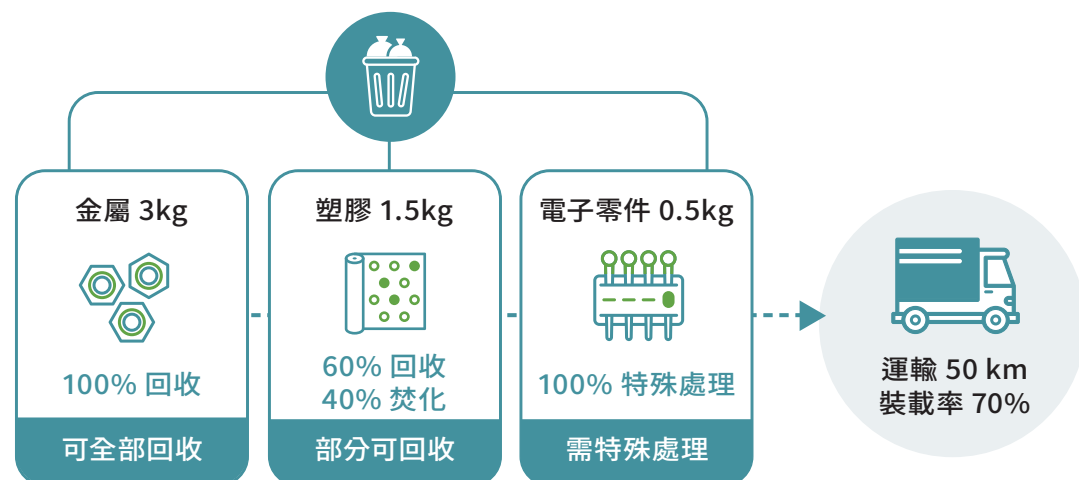 金屬 3kg
100% 回收
可全部回收
塑膠 1.5kg
60% 回收
40% 焚化
部分可回收
電子零件 0.5kg
100% 特殊處理
需特殊處理
運輸 50 km
裝載率 70%